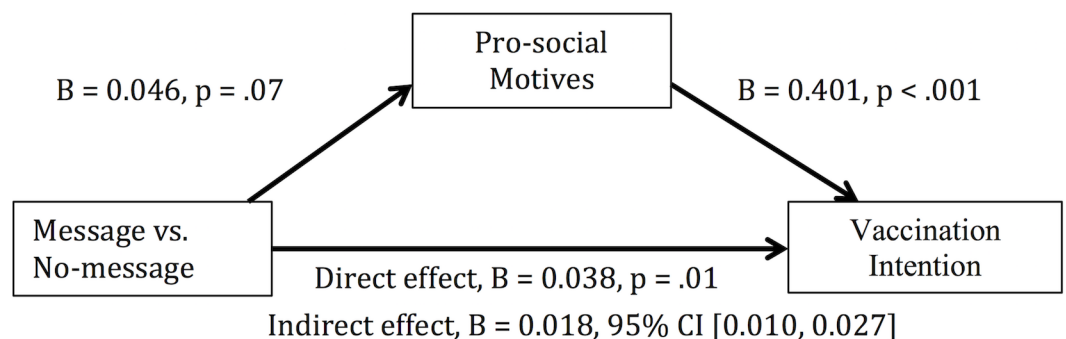 Pro-social
Motives
B = 0.046, p = .07
B = 0.401, p < .001
Message vs.
No-message
Vaccination
Intention
Direct effect, B = 0.038, p = .01
Indirect effect, B = 0.018, 95% CI [0.010, 0.027]